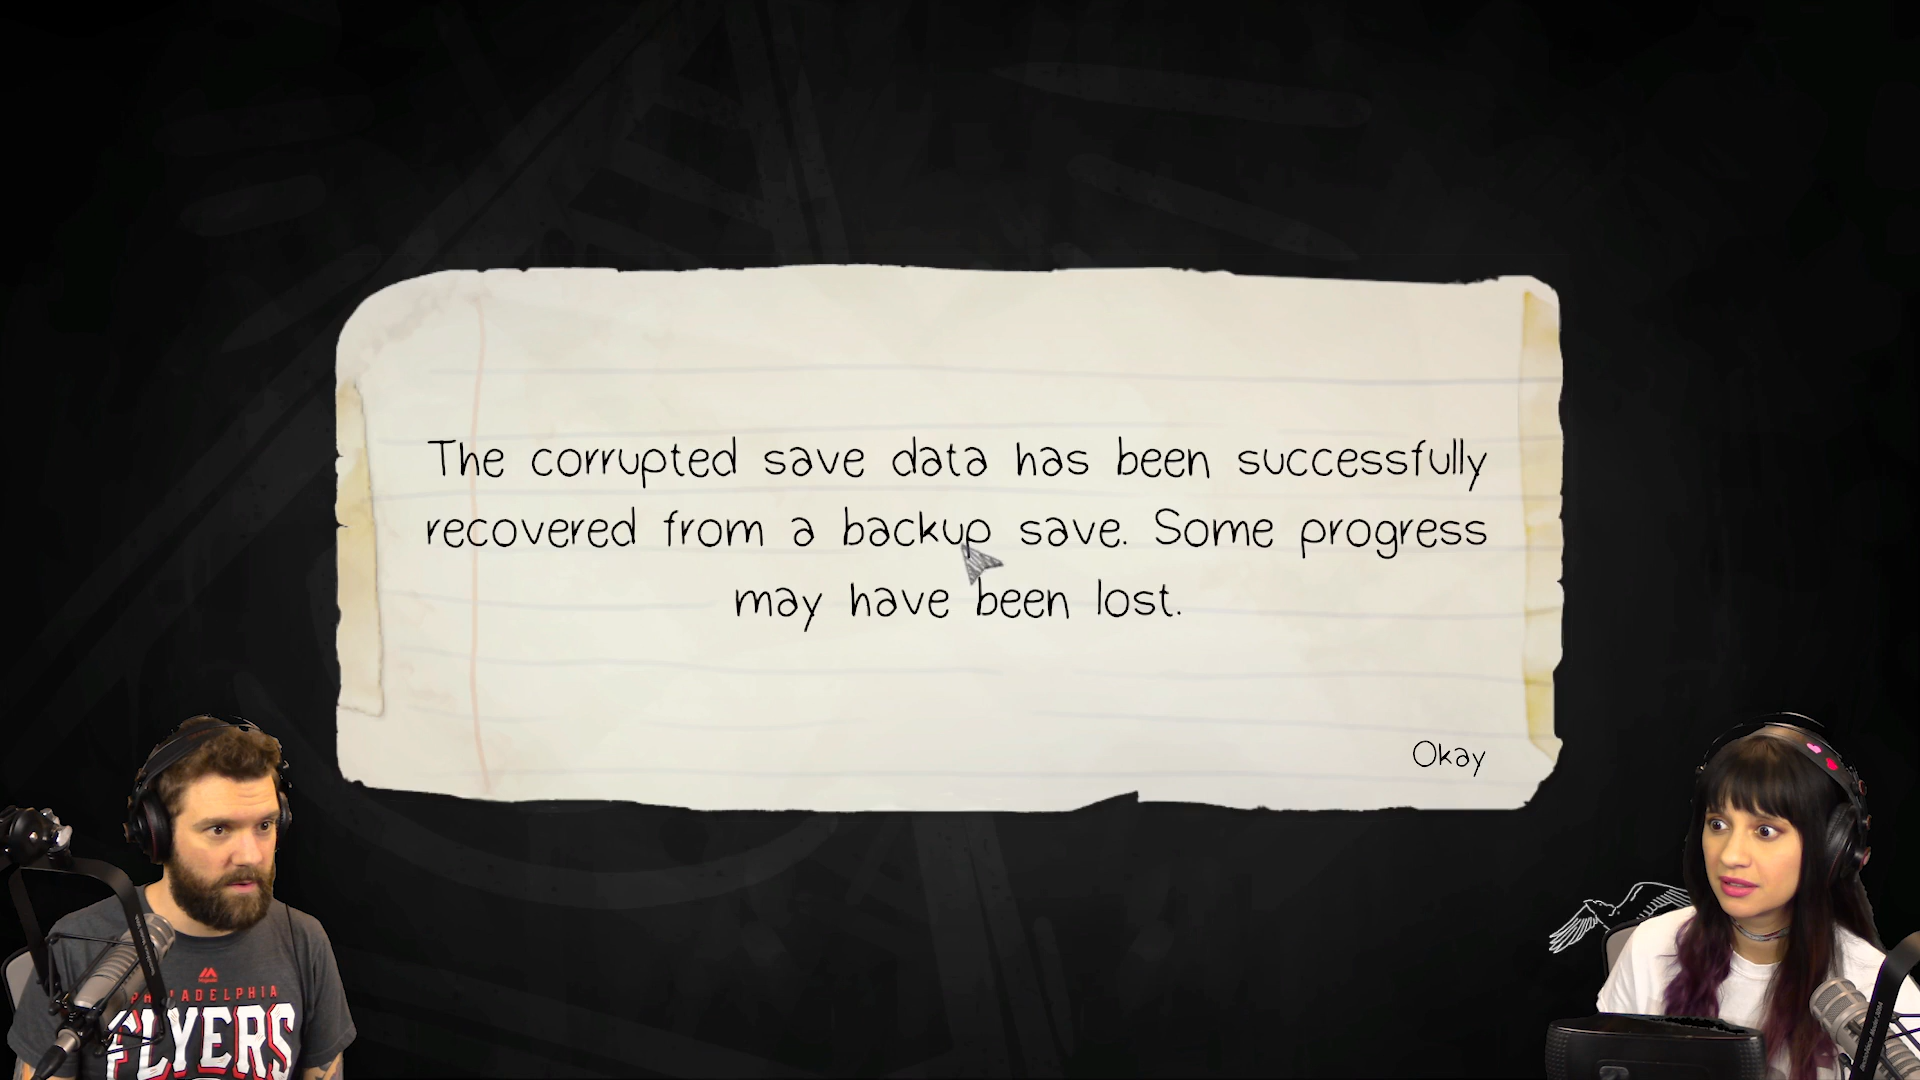 The corrupted save data has been successfully
recovered from a backup save. Some progress
may have been lost.
Okay
PHILADELPHIA
FLYERS